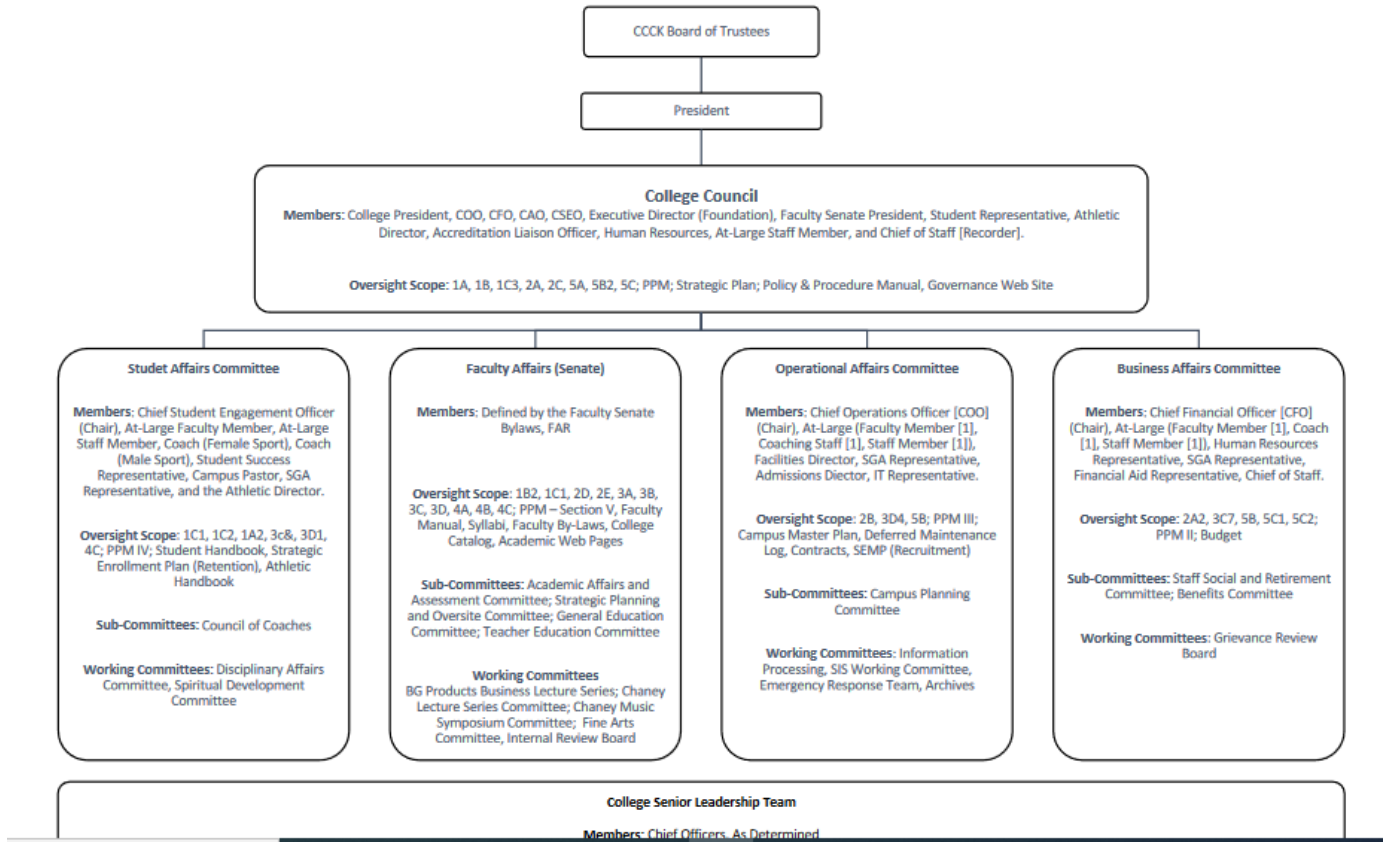 CCCK Board of Trustees
President
College Council
Members: College President, COO, CFO, CAO, CSEO, Executive Director (Foundation), Faculty Senate President, Student Representative, Athletic
Director, Accreditation Liaison Officer, Human Resources, At-Large Staff Member, and Chief of Staff [Recorder].
Oversight Scope: 1A, 1B, 1C3, 2A, 2C, 5A, 5B2, 5C; PPM; Strategic Plan; Policy & Procedure Manual, Governance Web Site
Studet Affairs Committee
Members: Chief Student Engagement Officer
(Chair), At-Large Faculty Member, At-Large
Staff Member, Coach (Female Sport), Coach
(Male Sport), Student Success
Representative, Campus Pastor, SGA
Representative, and the Athletic Director.
Oversight Scope: 1C1, 1C2, 1A2, 3c&, 3D1,
4C; PPM IV; Student Handbook, Strategic
Enrollment Plan (Retention), Athletic
Handbook
Sub-Committees: Council of Coaches
Working Committees: Disciplinary Affairs
Committee, Spiritual Development
Committee
Faculty Affairs (Senate)
Members: Defined by the Faculty Senate
Bylaws, FAR
Oversight Scope: 1B2, 1C1, 2D, 2E, 3A, 3B,
3C, 3D, 4A, 4B, 4C; PPM – Section V, Faculty
Manual, Syllabi, Faculty By-Laws, College
Catalog, Academic Web Pages
Sub-Committees: Academic Affairs and
Assessment Committee; Strategic Planning
and Oversite Committee; General Education
Committee; Teacher Education Committee
Working Committees
BG Products Business Lecture Series; Chaney
Lecture Series Committee; Chaney Music
Symposium Committee; Fine Arts
Committee, Internal Review Board
Operational Affairs Committee
Members: Chief Operations Officer [COO]
(Chair), At-Large (Faculty Member [1],
Coaching Staff [1], Staff Member [1]),
Facilities Director, SGA Representative,
Admissions Diector, IT Representative.
Oversight Scope: 2B, 3D4, 5B; PPM III;
Campus Master Plan, Deferred Maintenance
Log, Contracts, SEMP (Recruitment)
Sub-Committees: Campus Planning
Committee
Working Committees: Information
Processing, SIS Working Committee,
Emergency Response Team, Archives
Business Affairs Committee
Members: Chief Financial Officer [CFO]
(Chair), At-Large (Faculty Member [1], Coach
[1], Staff Member [1]), Human Resources
Representative, SGA Representative,
Financial Aid Representative, Chief of Staff.
Oversight Scope: 2A2, 3C7, 5B, 5C1, 5C2;
PPM II; Budget
Sub-Committees: Staff Social and Retirement
Committee; Benefits Committee
Working Committees: Grievance Review
Board
College Senior Leadership Team
Members: Chief Officers, As Determined